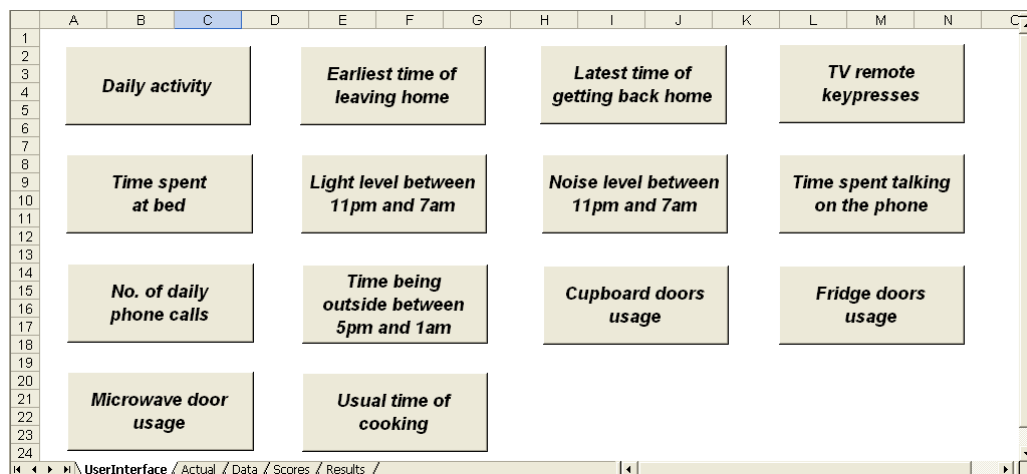 A B C D E F G H I J K L M N
1
2
3
4
5
6
7
8
9
10
11
12
13
14
15
16
17
18
19
20
21
22
23
24
Daily activity
Earliest time of
leaving home
Latest time of
getting back home
TV remote
keypresses
Time spent
at bed
Light level between
11pm and 7am
Noise level between
11pm and 7am
Time spent talking
on the phone
No. of daily
phone calls
Time being
outside between
5pm and 1am
Cupboard doors
usage
Fridge doors
usage
Microwave door
usage
Usual time of
cooking
UserInterface / Actual / Data / Scores / Results /